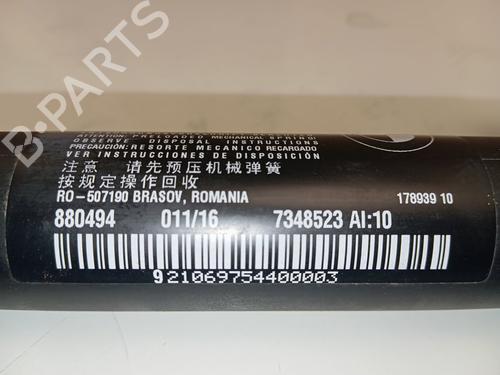 B-PARTS
ATTENTION: PRELOADED MECHANICAL SPRING!
OBSERVE DISPOSAL INSTRUCTIONS
PRECAUCIÓN: RESORTE MECANICO RECARGADO
VER INSTRUCCIONES DE DISPOSICIÓN
注意 请先预压机械弹簧
按规定操作回收
RO-507190 BRASOV, ROMANIA
178939 10
880494 011/16 7348523 AI:10
921069754400003